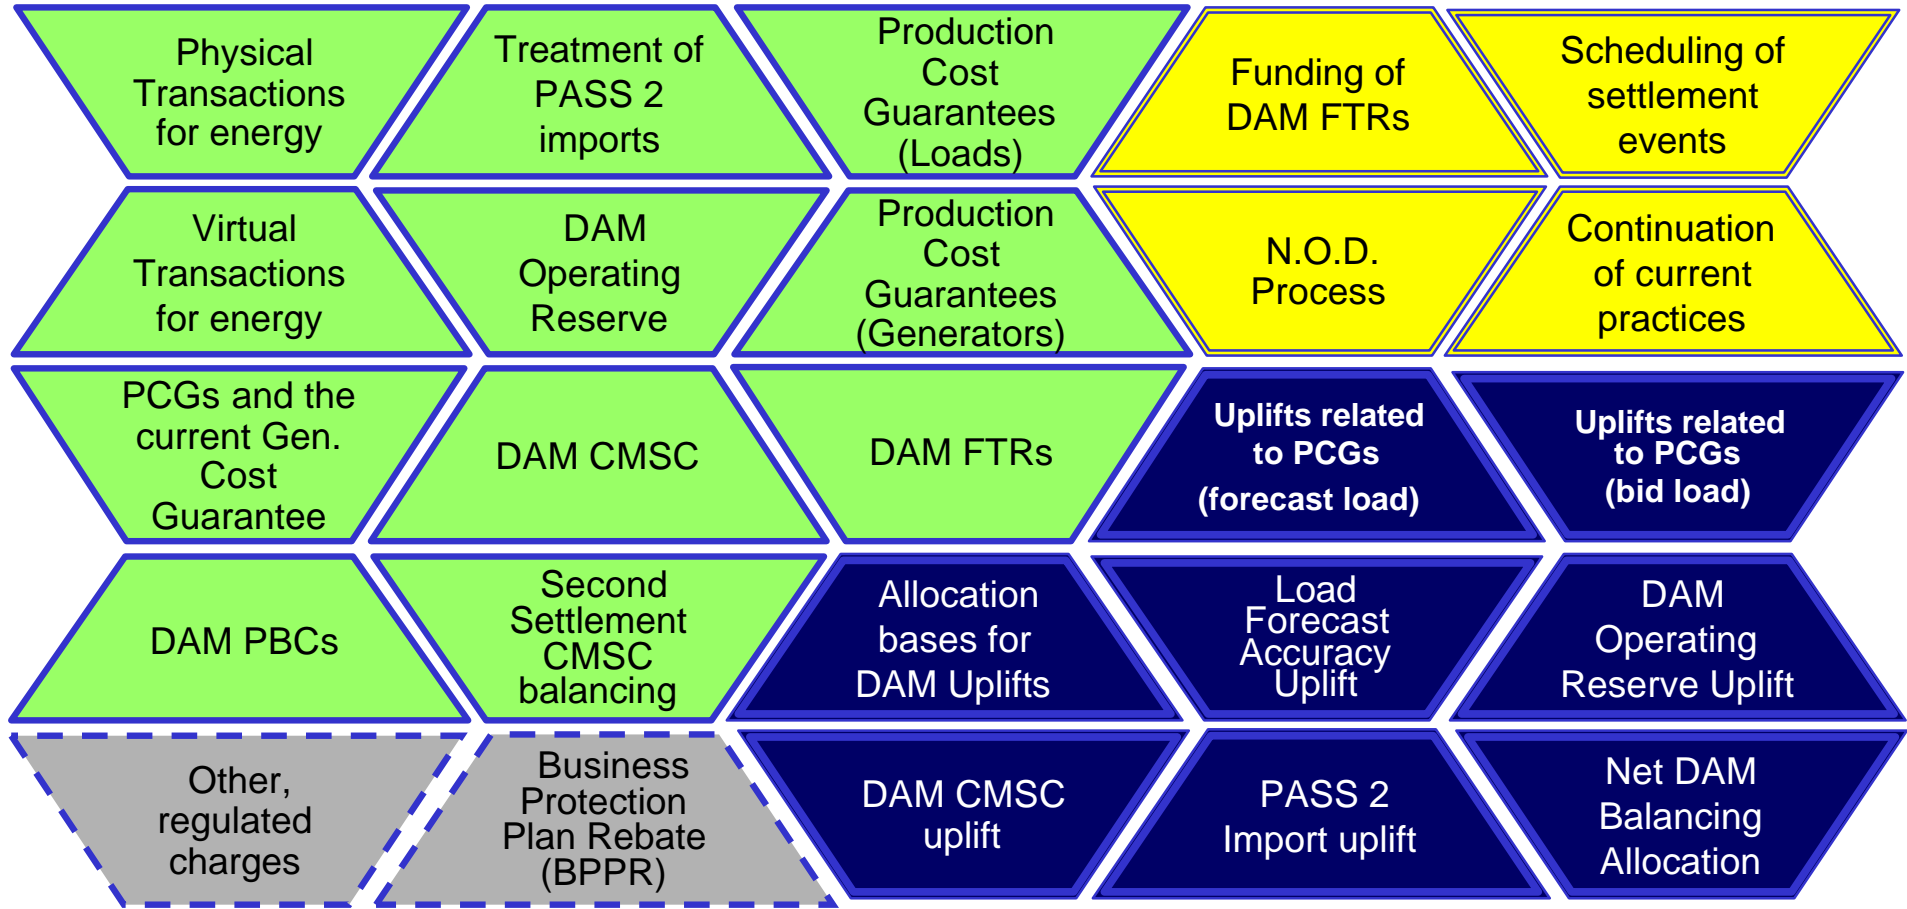 Physical
Transactions
for energy
Treatment of
PASS 2
imports
Production
Cost
Guarantees
(Loads)
Funding of
DAM FTRs
Scheduling of
settlement
events
Virtual
Transactions
for energy
DAM
Operating
Reserve
Production
Cost
Guarantees
(Generators)
N.O.D.
Process
Continuation
of current
practices
PCGs and the
current Gen.
Cost
Guarantee
DAM CMSC
DAM FTRs
Uplifts related
to PCGs
(forecast load)
Uplifts related
to PCGs
(bid load)
DAM PBCs
Second
Settlement
CMSC
balancing
Allocation
bases for
DAM Uplifts
Load
Forecast
Accuracy
Uplift
DAM
Operating
Reserve Uplift
Other,
regulated
charges
Business
Protection
Plan Rebate
(BPPR)
DAM CMSC
uplift
PASS 2
Import uplift
Net DAM
Balancing
Allocation